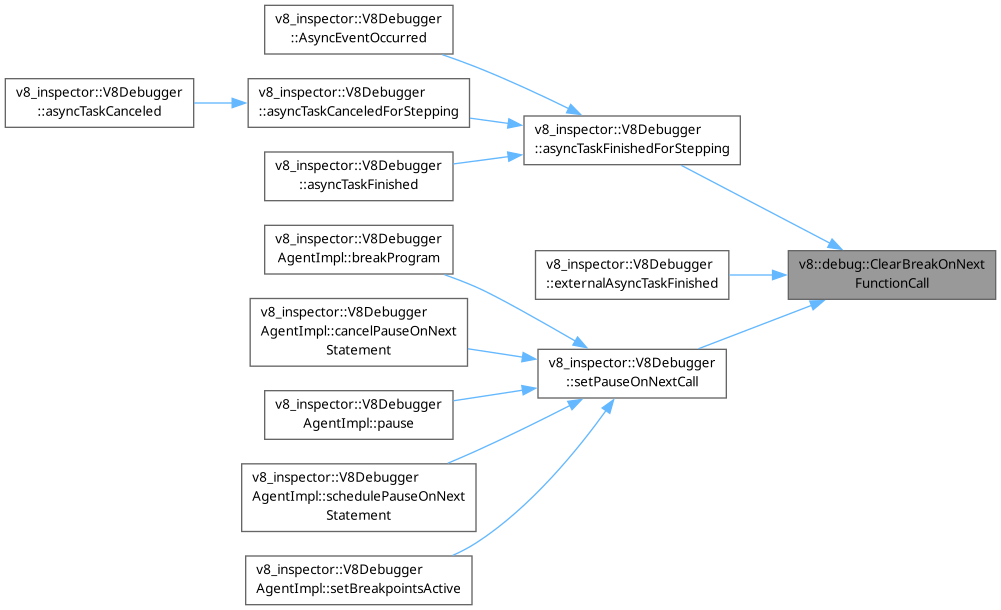 v8_inspector::V8Debugger
::AsyncEventOccurred
v8_inspector::V8Debugger
::asyncTaskCanceled
v8_inspector::V8Debugger
::asyncTaskCanceledForStepping
v8_inspector::V8Debugger
::asyncTaskFinishedForStepping
v8_inspector::V8Debugger
::asyncTaskFinished
v8_inspector::V8Debugger
AgentImpl::breakProgram
v8_inspector::V8Debugger
::externalAsyncTaskFinished
v8::debug::ClearBreakOnNext
FunctionCall
v8_inspector::V8Debugger
AgentImpl::cancelPauseOnNext
Statement
v8_inspector::V8Debugger
::setPauseOnNextCall
v8_inspector::V8Debugger
AgentImpl::pause
v8_inspector::V8Debugger
AgentImpl::schedulePauseOnNext
Statement
v8_inspector::V8Debugger
AgentImpl::setBreakpointsActive